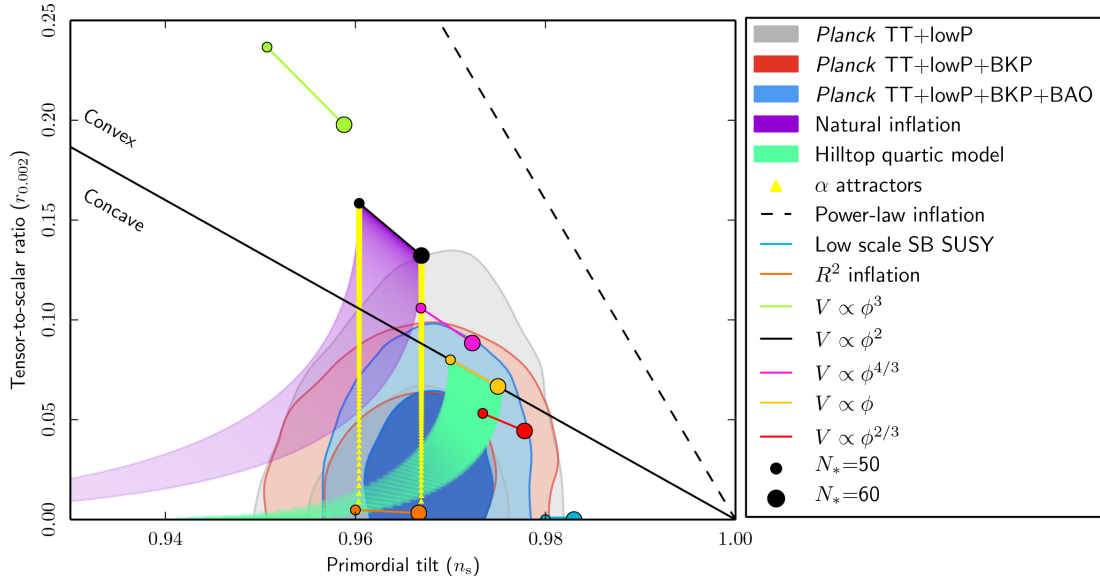 Tensor-to-scalar ratio (r0.002)
0.25
0.20
0.15
0.10
0.05
0.00
Convex
Concave
0.94
0.96
0.98
1.00
Primordial tilt (ns)
Planck TT+lowP
Planck TT+lowP+BKP
Planck TT+lowP+BKP+BAO
Natural inflation
Hilltop quartic model
α attractors
Power-law inflation
Low scale SB SUSY
R² inflation
V ∝ ϕ³
V ∝ ϕ²
V ∝ ϕ^4/3
V ∝ ϕ
V ∝ ϕ^2/3
N*=50
N*=60